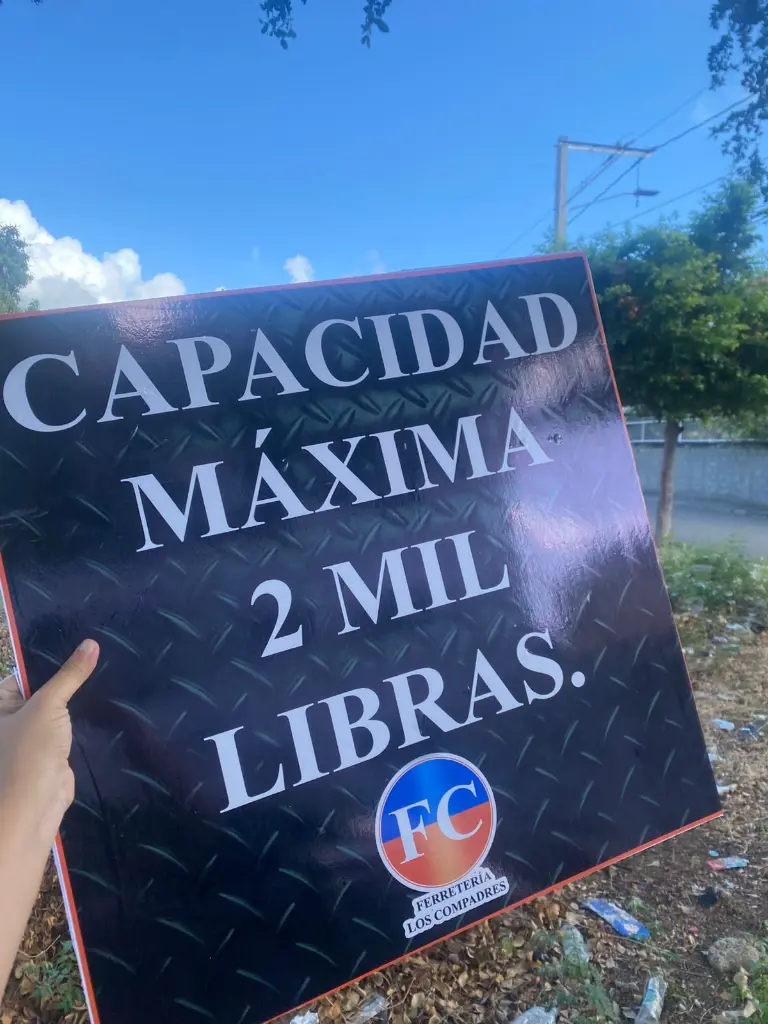 CAPACIDAD
MÁXIMA
2 MIL
LIBRAS.
FC
FERRETERÍA
LOS COMPADRES